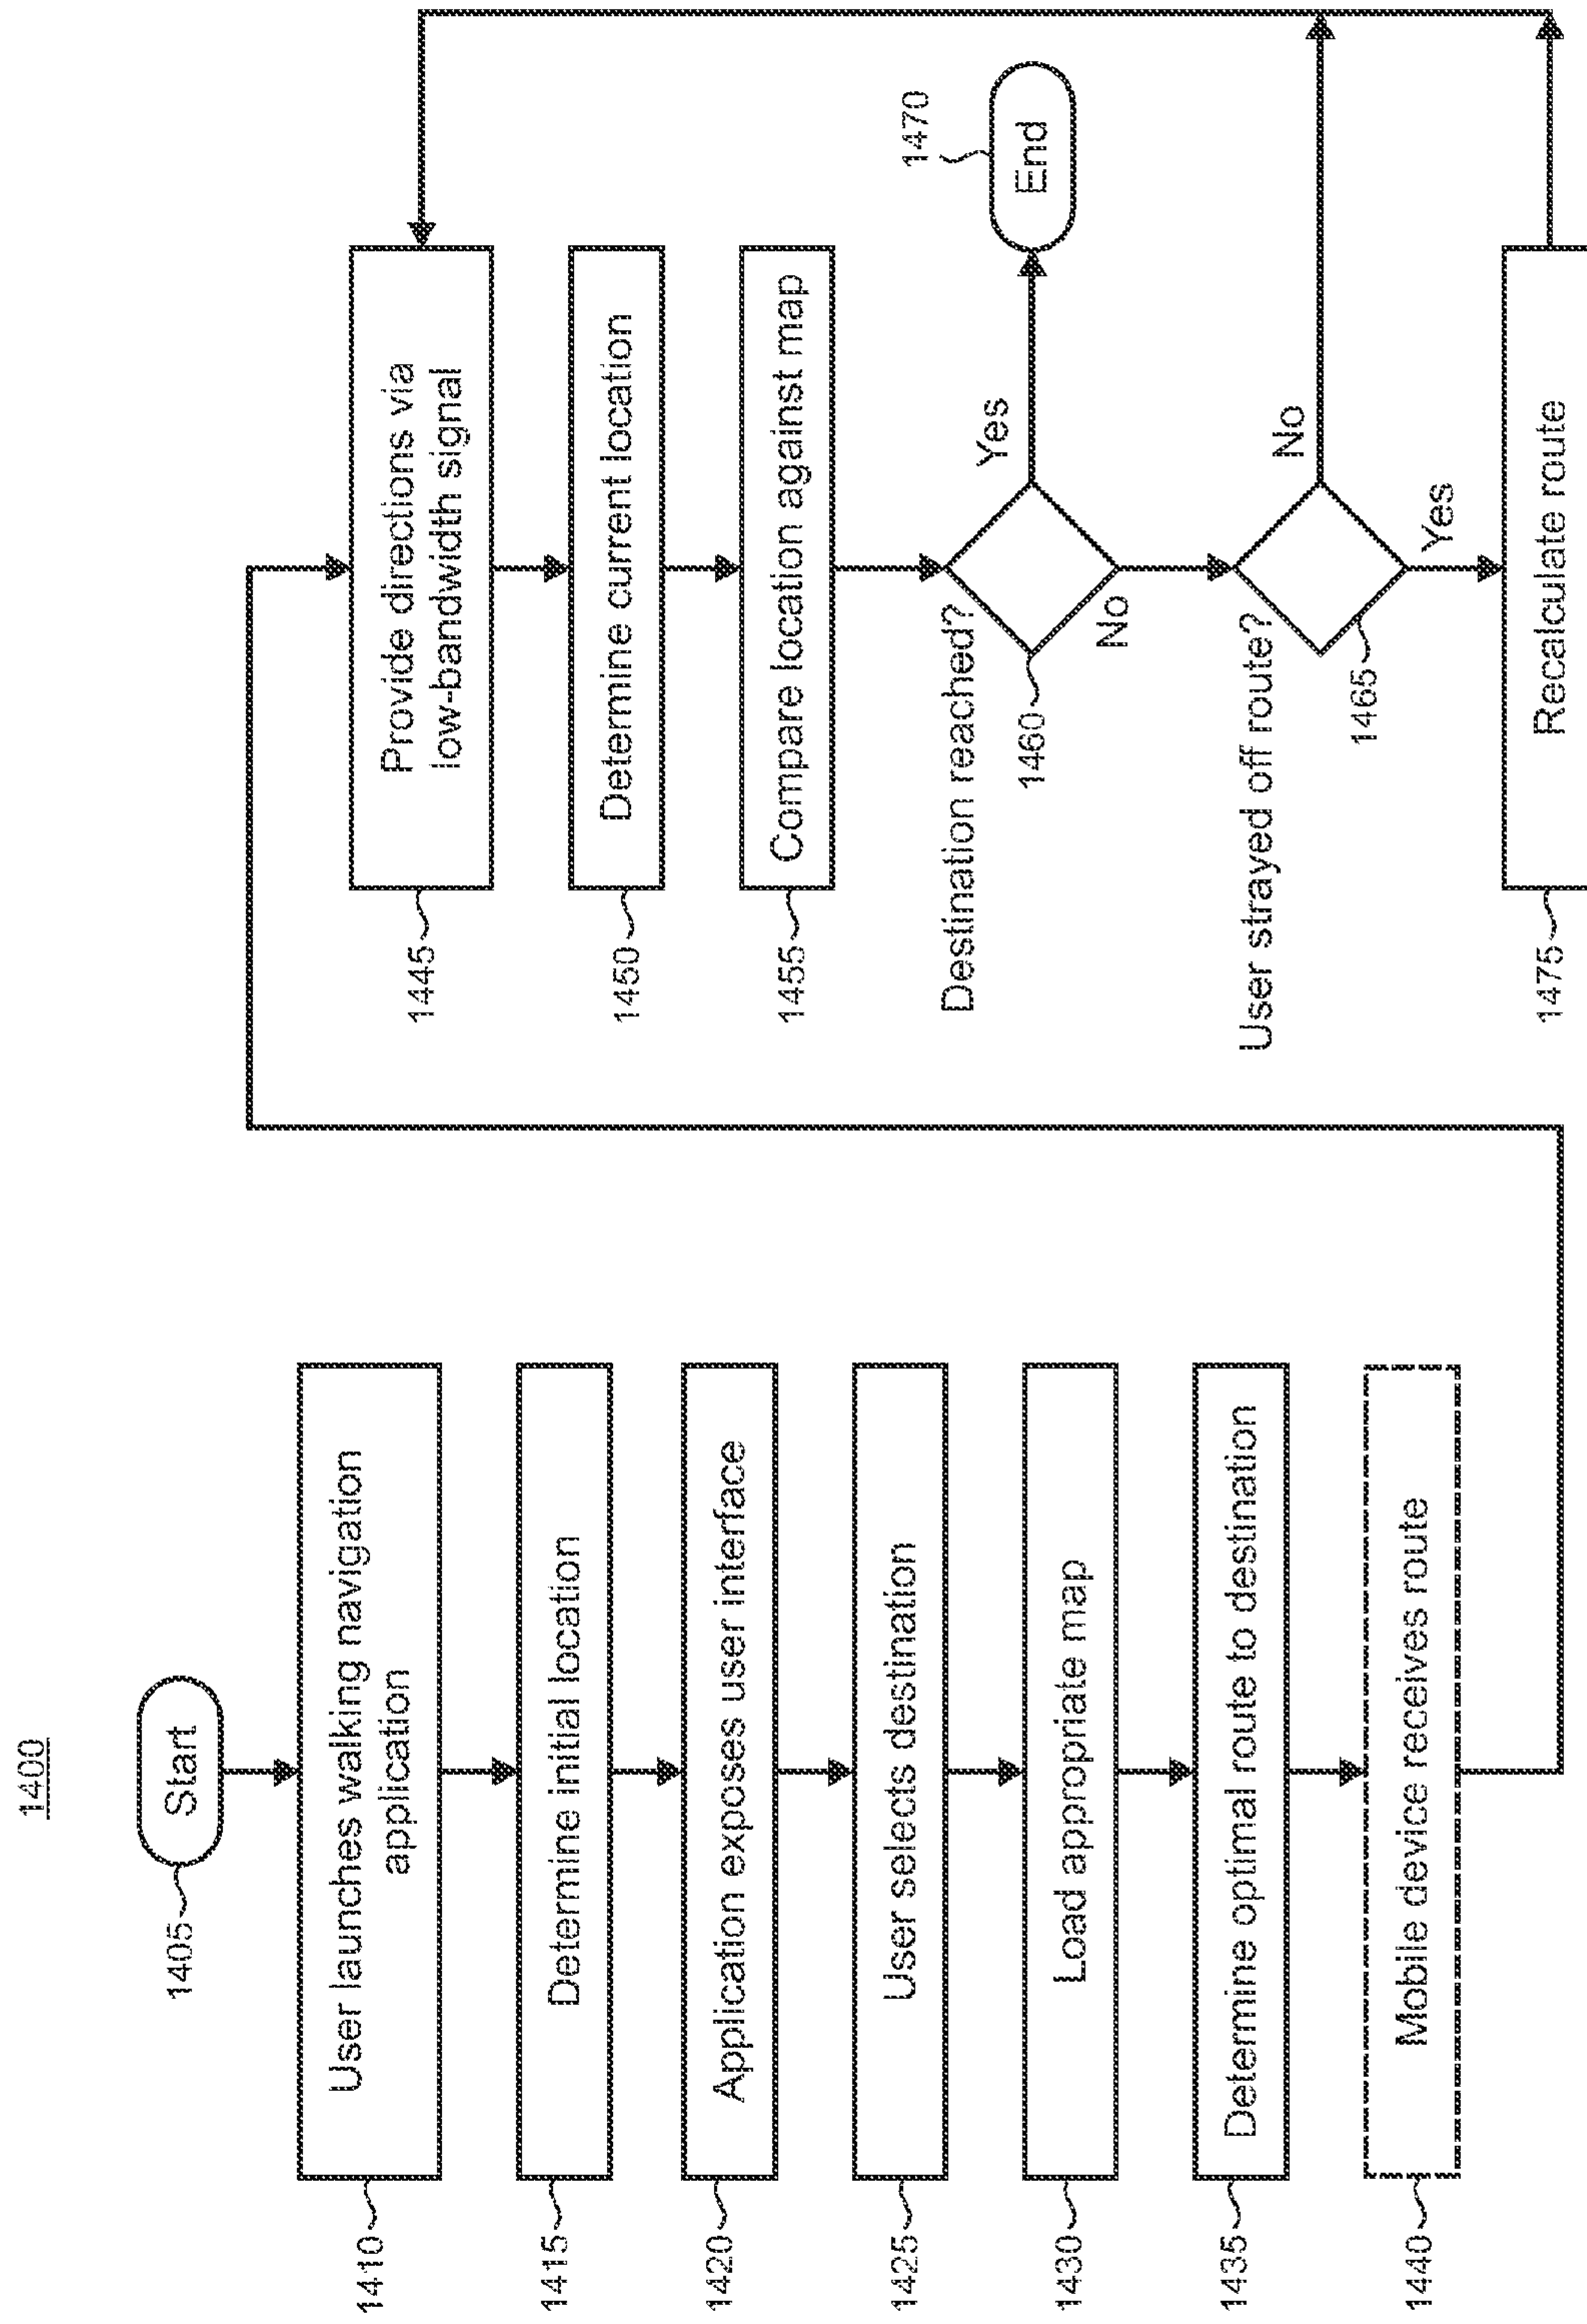 1400
Start
1405
User launches walking navigation
application
1410
Determine initial location
1415
Application exposes user interface
1420
User selects destination
1425
Load appropriate map
1430
Determine optimal route to destination
1435
Mobile device receives route
1440
Provide directions via
low-bandwidth signal
1445
Determine current location
1450
Compare location against map
1455
Destination reached?
1460
Yes
1470
End
No
User strayed off route?
1465
No
Yes
Recalculate route
1475